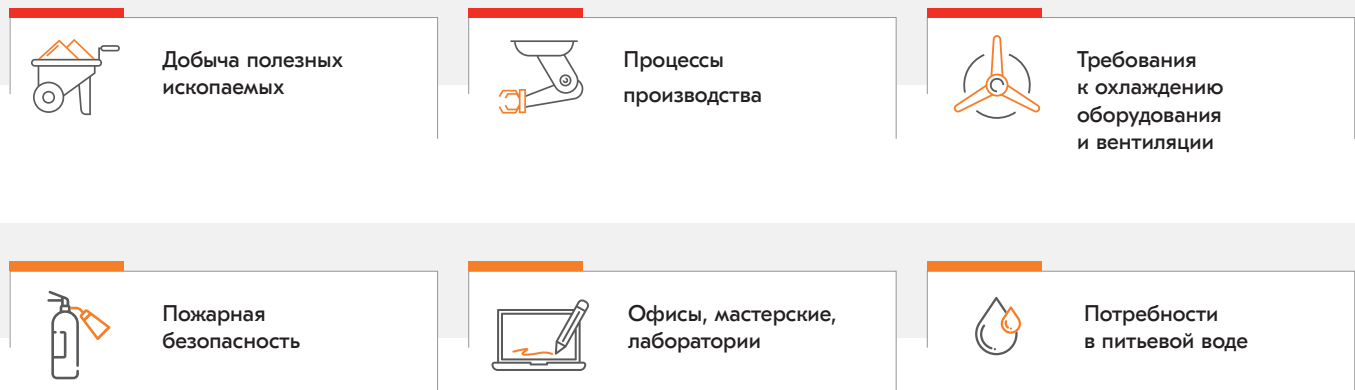 Добыча полезных
ископаемых
Процессы
производства
Требования
к охлаждению
оборудования
и вентиляции
Пожарная
безопасность
Офисы, мастерские,
лаборатории
Потребности
в питьевой воде